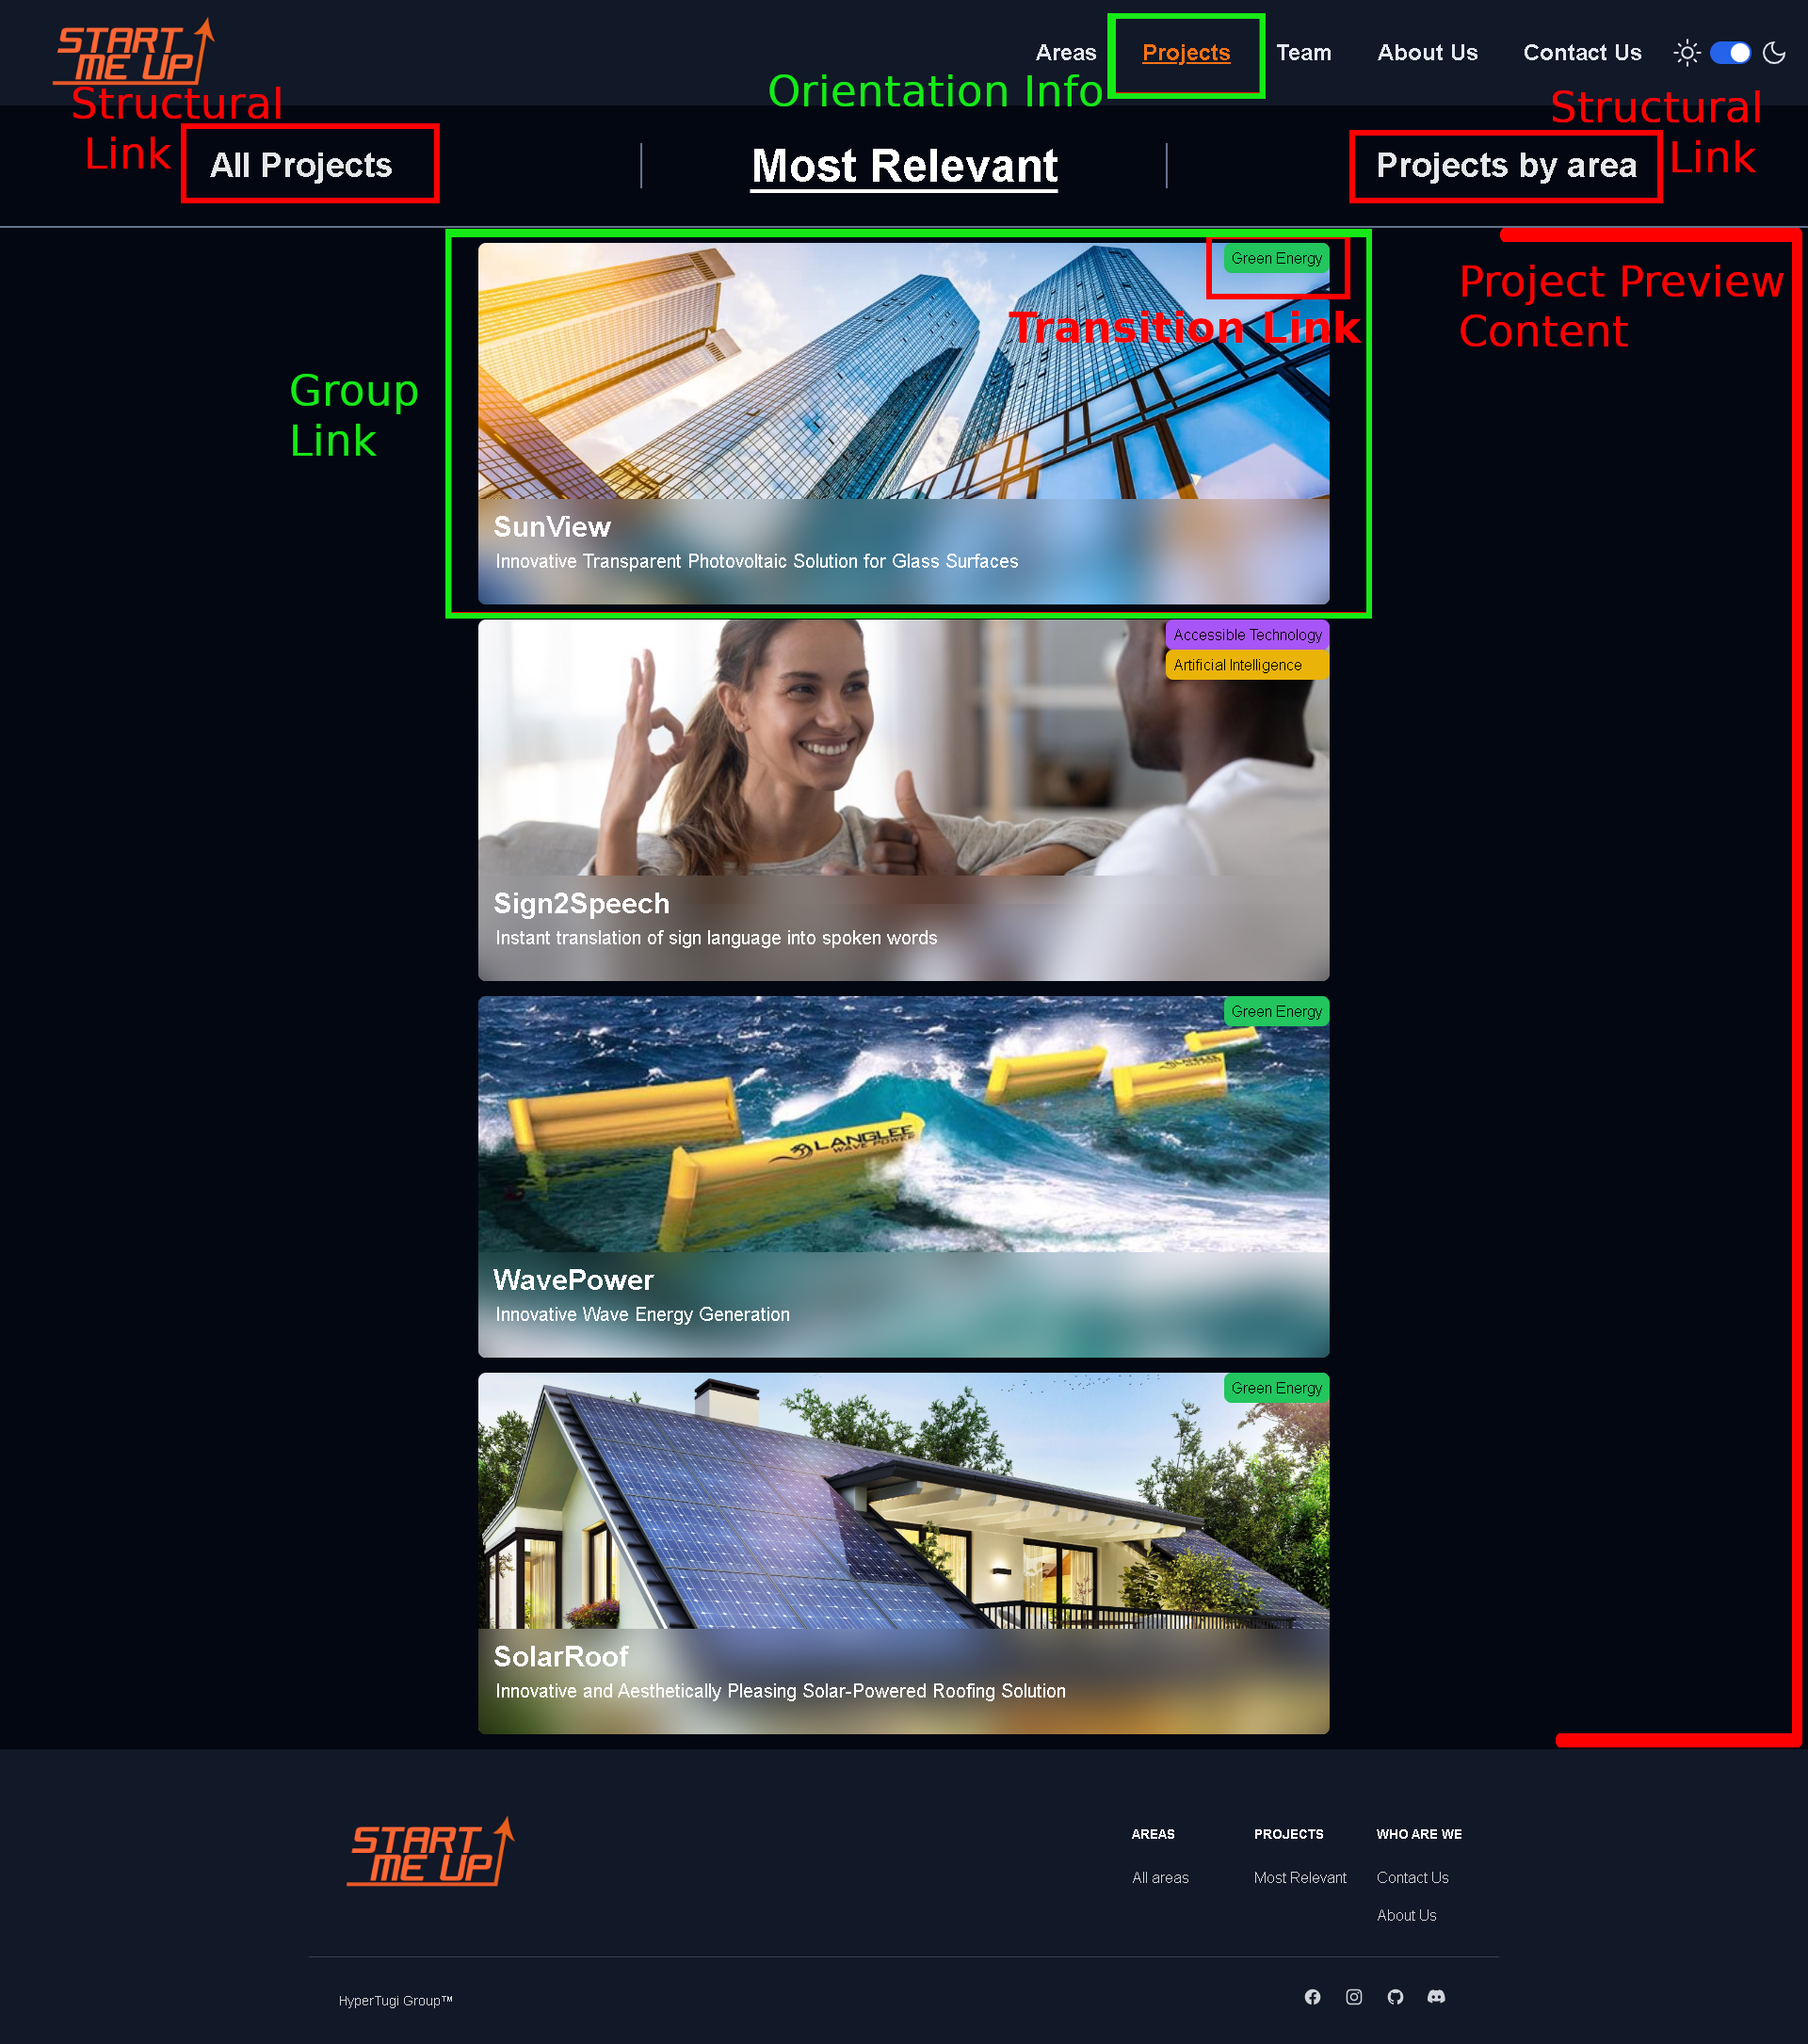 START
ME UP
Areas
Projects
Team
About Us
Contact Us
Orientation Info
Structural
Link
All Projects
Most Relevant
Projects by area
Structural
Link
Green Energy
Transition Link
Project Preview
Content
Group
Link
SunView
Innovative Transparent Photovoltaic Solution for Glass Surfaces
Accessible Technology
Artificial Intelligence
Sign2Speech
Instant translation of sign language into spoken words
Green Energy
LANGLEE
WAVE POWER
WavePower
Innovative Wave Energy Generation
Green Energy
SolarRoof
Innovative and Aesthetically Pleasing Solar-Powered Roofing Solution
START
ME UP
AREAS
All areas
PROJECTS
Most Relevant
WHO ARE WE
Contact Us
About Us
HyperTugi Group™